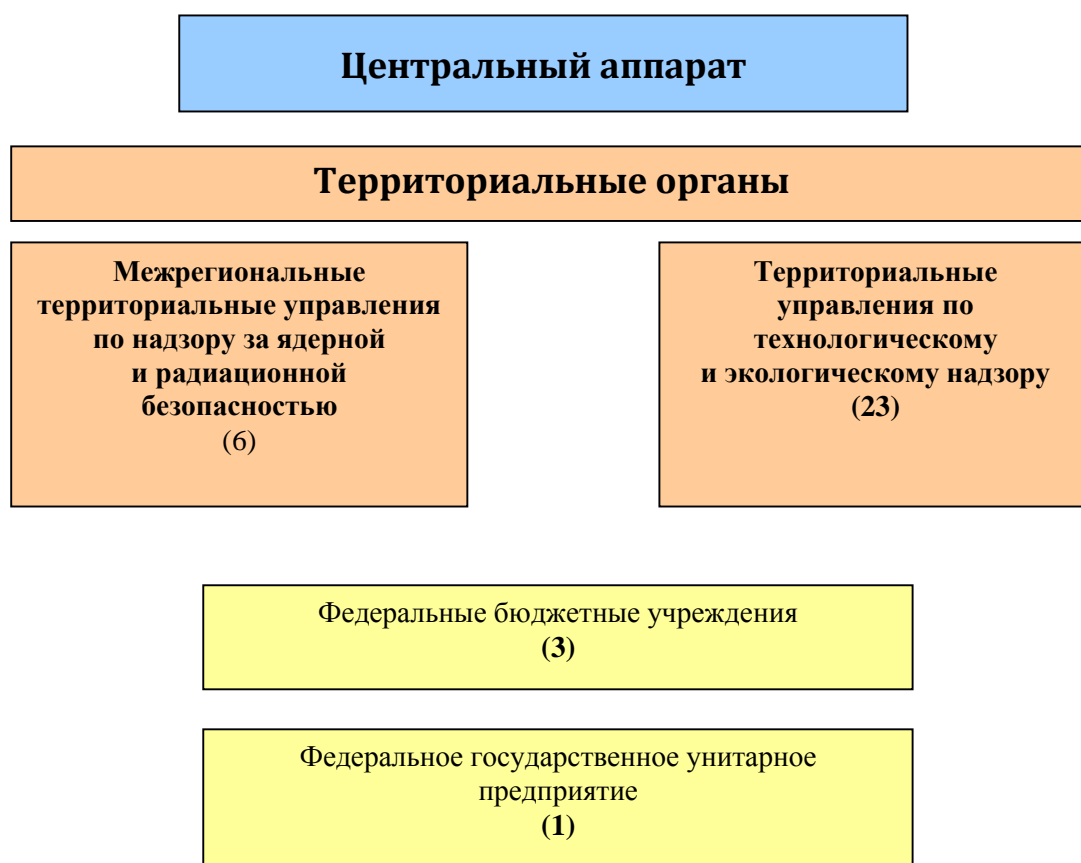 Центральный аппарат
Территориальные органы
Межрегиональные
территориальные управления
по надзору за ядерной
и радиационной
безопасностью
(6)
Территориальные
управления по
технологическому
и экологическому надзору
(23)
Федеральные бюджетные учреждения
(3)
Федеральное государственное унитарное
предприятие
(1)